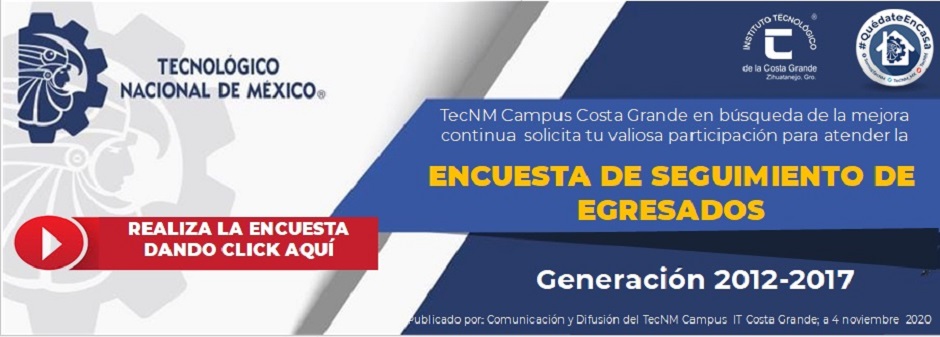 TECNOLÓGICO
NACIONAL DE MÉXICO®
INSTITUTO TECNOLÓGICO
®
de la Costa Grande
Zihuatanejo, Gro.
#QuédateEnCasa
TecNM Campus Costa Grande en búsqueda de la mejora
continua solicita tu valiosa participación para atender la
ENCUESTA DE SEGUIMIENTO DE
EGRESADOS
REALIZA LA ENCUESTA
DANDO CLICK AQUÍ
Generación 2012-2017
Publicado por: Comunicación y Difusión del TecNM Campus IT Costa Grande; a 4 noviembre 2020